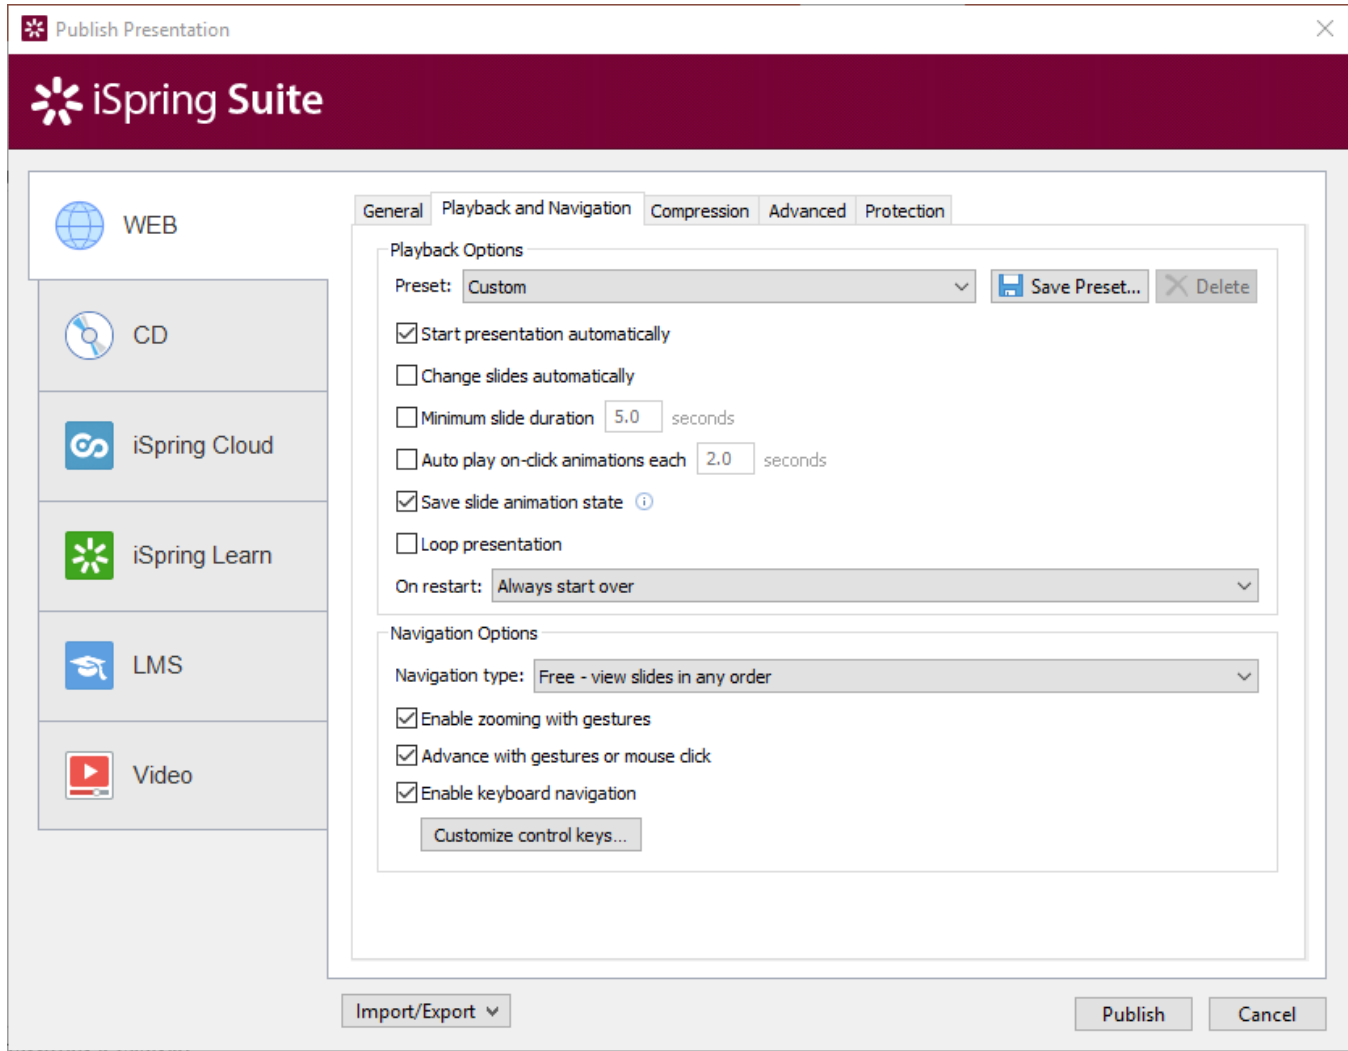 Publish Presentation
iSpring Suite
WEB
CD
iSpring Cloud
iSpring Learn
LMS
Video
General Playback and Navigation Compression Advanced Protection
Playback Options
Preset: Custom Save Preset... Delete
Start presentation automatically
Change slides automatically
Minimum slide duration 5.0 seconds
Auto play on-click animations each 2.0 seconds
Save slide animation state
Loop presentation
On restart: Always start over
Navigation Options
Navigation type: Free - view slides in any order
Enable zooming with gestures
Advance with gestures or mouse click
Enable keyboard navigation
Customize control keys...
Import/Export Publish Cancel